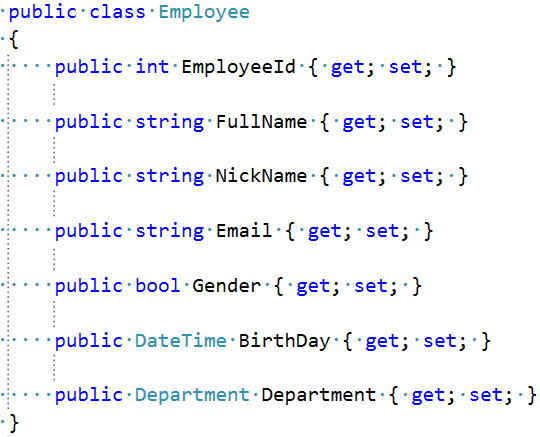 public class Employee
{
public int EmployeeId { get; set; }
public string FullName { get; set; }
public string NickName { get; set; }
public string Email { get; set; }
public bool Gender { get; set; }
public DateTime BirthDay { get; set; }
public Department Department { get; set; }
}